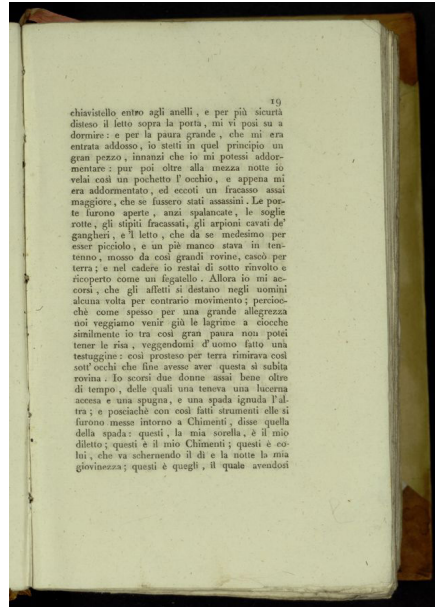 19
chiavistello entro agli anelli , e per più sicurtà
disteso il letto sopra la porta , mi vi posi su a
dormire : e per la paura grande , che mi era
entrata addosso , io stetti in quel principio un
gran pezzo , innanzi che io mi potessi addor-
mentare : pur poi oltre alla mezza notte io
velai così un pochetto l' occhio , e appena mi
era addormentato , ed eccoti un fracasso assai
maggiore , che se fussero stati assassini . Le por-
te furono aperte , anzi spalancate , le soglie
rotte , gli stipiti fracassati, gli arpioni cavati de'
gangheri , e 'l letto , che da se medesimo per
esser picciolo , e un piè manco stava in ten-
tenno , mosso da così grandi rovine, cascò per
terra ; e nel cadere io restai di sotto rinvolto e
ricoperto come un fegatello . Allora io mi ac-
corsi , che gli affetti si destano negli uomini
alcuna volta per contrario movimento ; percioc-
chè come spesso per una grande allegrezza
noi veggiamo venir giù le lagrime a ciocche
similmente io tra così gran paura non potei
tener le risa , veggendomi d' uomo fatto una
testuggine : così prosteso per terra rimirava così
sott' occhi che fine avesse aver questa sì subita
rovina . Io scorsi due donne assai bene oltre
di tempo , delle quali una teneva una lucerna
accesa e una spugna , e una spada ignuda l' al-
tra ; e posciachè con così fatti strumenti elle si
furono messe intorno a Chimenti , disse quella
della spada : questi , la mia sorella , è il mio
diletto ; questi è il mio Chimenti ; questi è co-
lui , che va schernendo il dì e la notte la mia
giovinezza ; questi è quegli , il quale avendosi